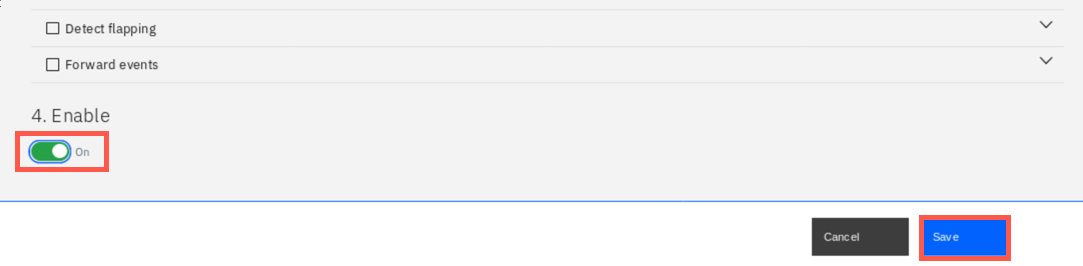 Detect flapping
Forward events
4. Enable
On
Cancel
Save